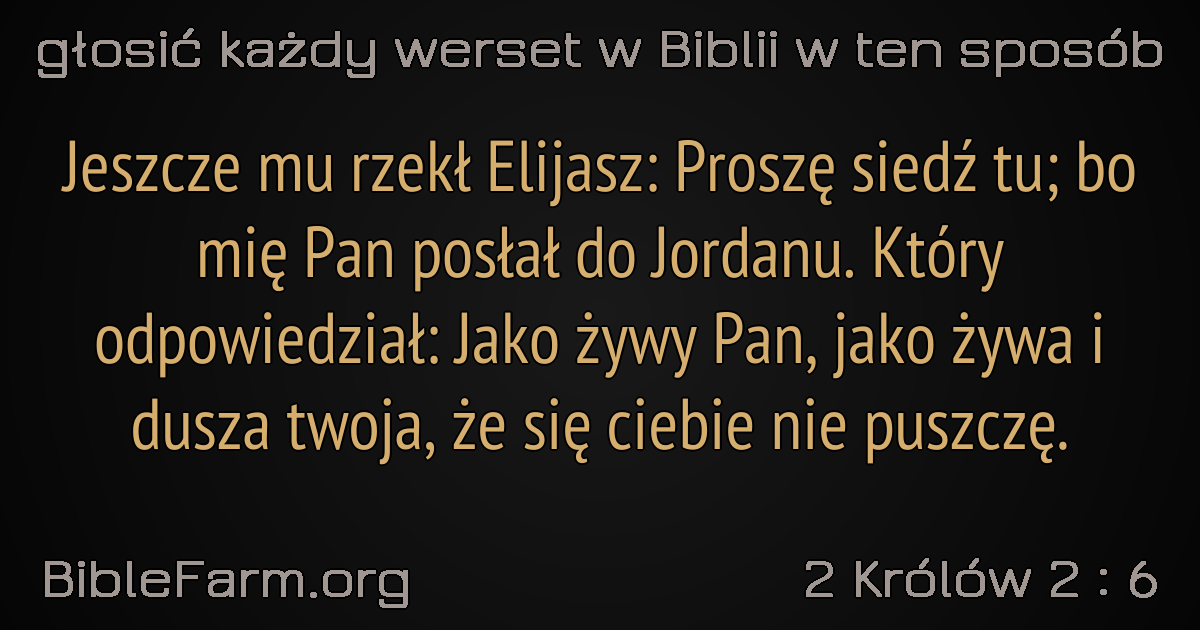 głosić każdy werset w Biblii w ten sposób
Jeszcze mu rzekł Elijasz: Proszę siedź tu; bo
mię Pan posłał do Jordanu. Który
odpowiedział: Jako żywy Pan, jako żywa i
dusza twoja, że się ciebie nie puszczę.
BibleFarm.org
2 Królów 2 : 6